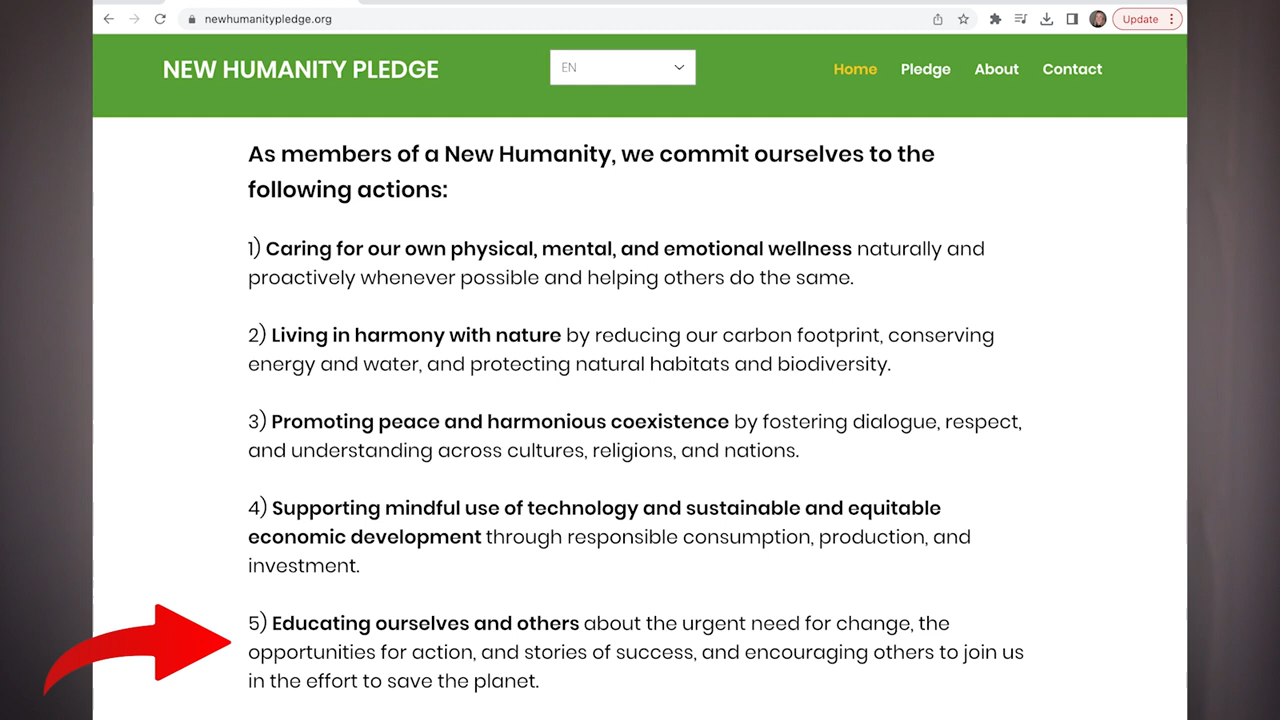 newhumanitypledge.org
Update
NEW HUMANITY PLEDGE
EN
Home
Pledge
About
Contact
As members of a New Humanity, we commit ourselves to the
following actions:
1) Caring for our own physical, mental, and emotional wellness naturally and
proactively whenever possible and helping others do the same.
2) Living in harmony with nature by reducing our carbon footprint, conserving
energy and water, and protecting natural habitats and biodiversity.
3) Promoting peace and harmonious coexistence by fostering dialogue, respect,
and understanding across cultures, religions, and nations.
4) Supporting mindful use of technology and sustainable and equitable
economic development through responsible consumption, production, and
investment.
5) Educating ourselves and others about the urgent need for change, the
opportunities for action, and stories of success, and encouraging others to join us
in the effort to save the planet.